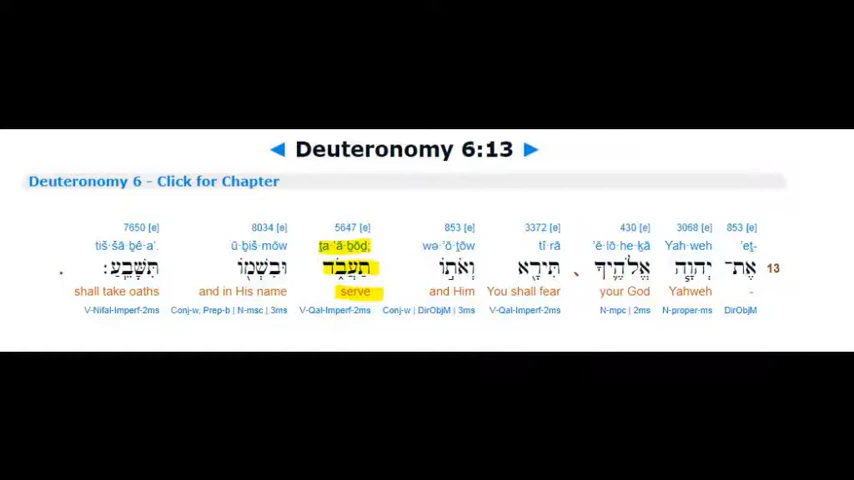 ◄ Deuteronomy 6:13 ►
Deuteronomy 6 - Click for Chapter
7650 [e] 8034 [e] 5647 [e] 853 [e] 3372 [e] 430 [e] 3068 [e] 853 [e]
tiš·šā·ḇê·a‘. ū·ḇiš·mōw ṯa·‘ă·ḇōḏ; wə·’ō·ṯōw tî·rā ’ĕ·lō·he·ḵā Yah·weh ’eṯ-
13 אֶת־ יְהוָ֧ה אֱלֹהֶ֛יךָ תִּירָ֖א וְאֹת֣וֹ תַעֲבֹ֑ד וּבִשְׁמ֖וֹ תִּשָּׁבֵֽעַ׃
shall take oaths and in His name serve and Him You shall fear your God Yahweh -
V-Nifal-Imperf-2ms Conj-w, Prep-b | N-msc | 3ms V-Qal-Imperf-2ms Conj-w | DirObjM | 3ms V-Qal-Imperf-2ms N-mpc | 2ms N-proper-ms DirObjM